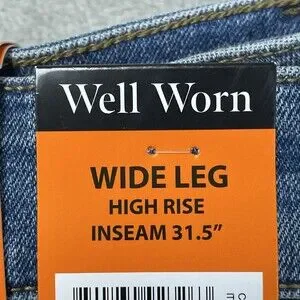 Well Worn
WIDE LEG
HIGH RISE
INSEAM 31.5”